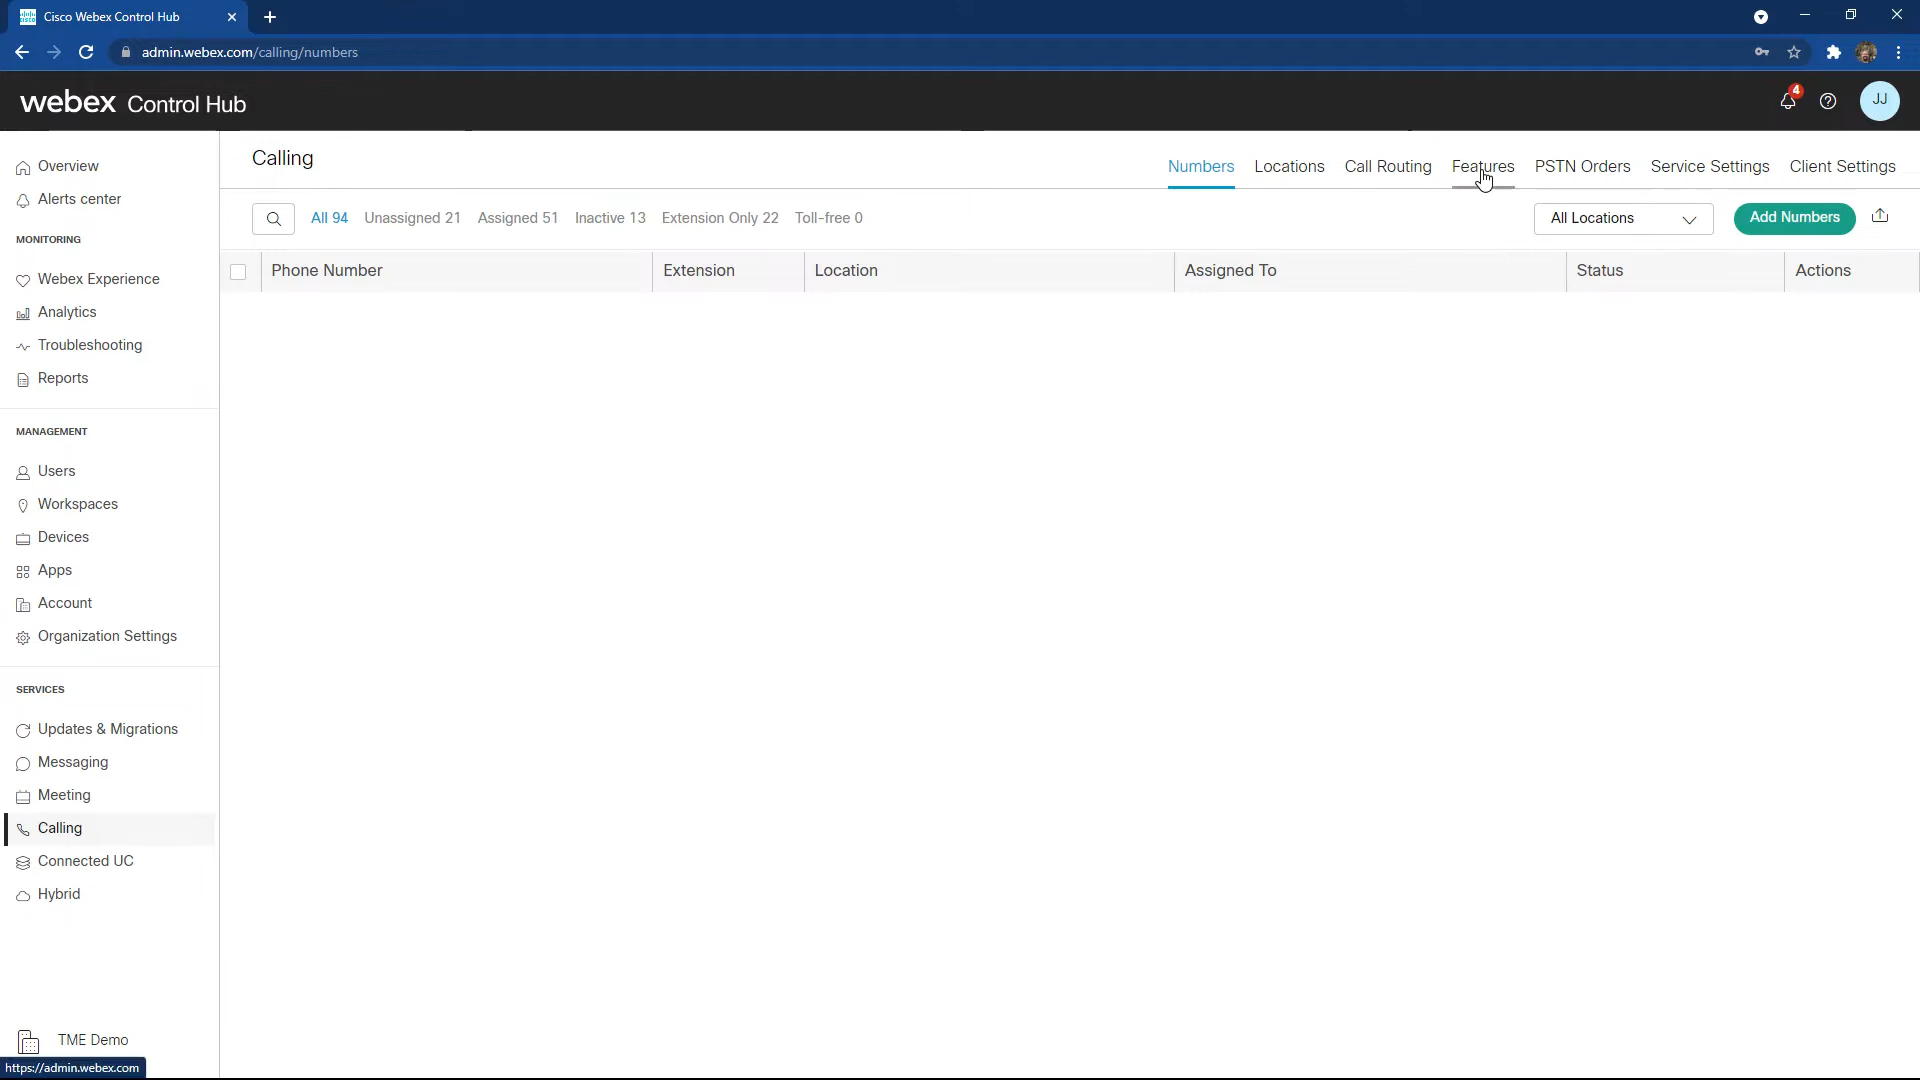 Cisco Webex Control Hub
admin.webex.com/calling/numbers
webex Control Hub
4
JJ
Overview
Alerts center
MONITORING
Webex Experience
Analytics
Troubleshooting
Reports
MANAGEMENT
Users
Workspaces
Devices
Apps
Account
Organization Settings
SERVICES
Updates & Migrations
Messaging
Meeting
Calling
Connected UC
Hybrid
TME Demo
https://admin.webex.com
Calling
Numbers Locations Call Routing Features PSTN Orders Service Settings Client Settings
All 94 Unassigned 21 Assigned 51 Inactive 13 Extension Only 22 Toll-free 0
All Locations
Add Numbers
Phone Number Extension Location Assigned To Status Actions